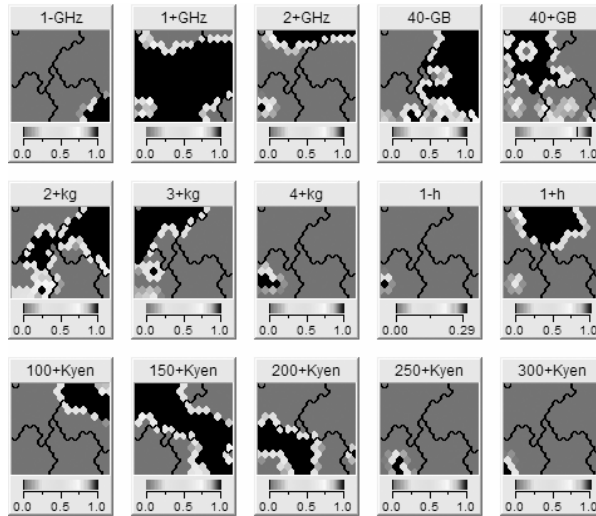 1-GHz 1+GHz 2+GHz 40-GB 40+GB
0.0 0.5 1.0 0.0 0.5 1.0 0.0 0.5 1.0 0.0 0.5 1.0 0.0 0.5 1.0
2+kg 3+kg 4+kg 1-h 1+h
0.0 0.5 1.0 0.0 0.5 1.0 0.0 0.5 1.0 0.00 0.29 0.0 0.5 1.0
100+Kyen 150+Kyen 200+Kyen 250+Kyen 300+Kyen
0.0 0.5 1.0 0.0 0.5 1.0 0.0 0.5 1.0 0.0 0.5 1.0 0.0 0.5 1.0